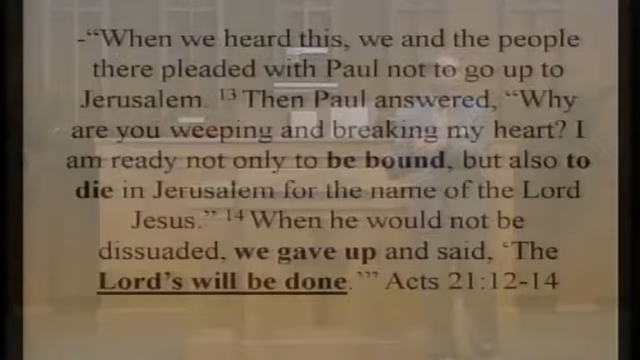 -“When we heard this, we and the people
there pleaded with Paul not to go up to
Jerusalem. ¹³ Then Paul answered, “Why
are you weeping and breaking my heart? I
am ready not only to be bound, but also to
die in Jerusalem for the name of the Lord
Jesus.” ¹⁴ When he would not be
dissuaded, we gave up and said, ‘The
Lord’s will be done.’” Acts 21:12-14